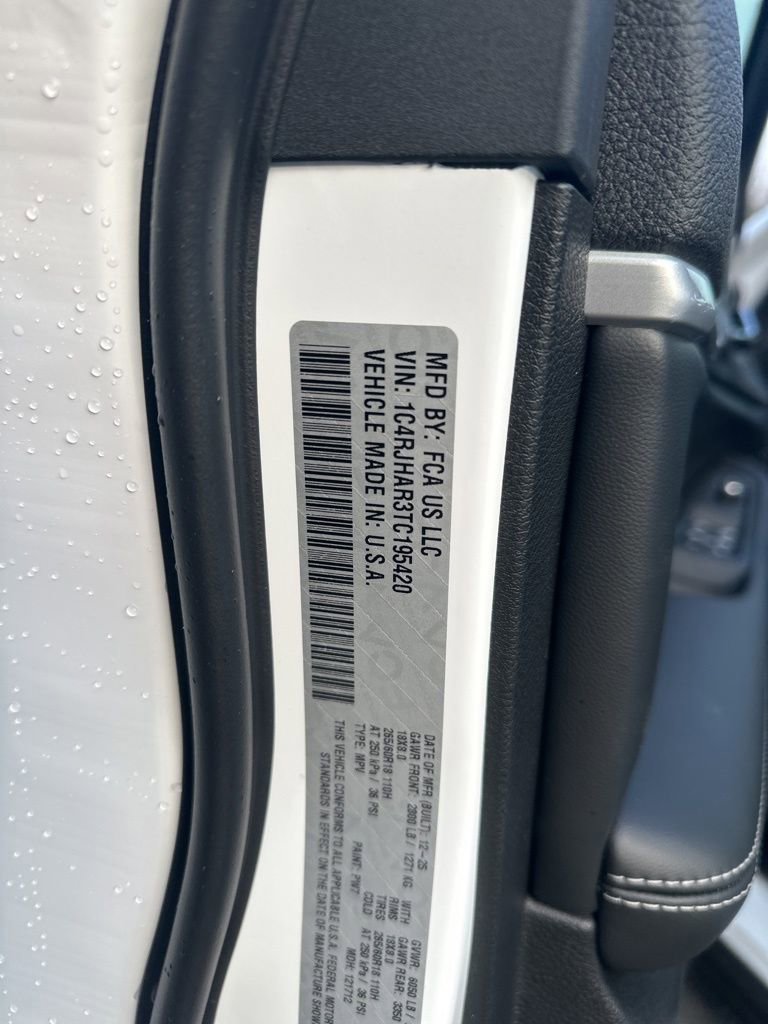 MFD BY: FCA US LLC
VIN: 1C4RJHAR3TC195420
VEHICLE MADE IN: U.S.A.
DATE OF MFR (BUILT): 12-25 GVWR: 6050 LB /
GAWR FRONT: 2800 LB / 1271 KG WITH GAWR REAR: 3350
18X8.0 RIMS 18X8.0
265/60R18 110H TIRES 265/60R18 110H
AT 250 kPa / 36 PSI COLD AT 250 kPa / 36 PSI
TYPE: MPV PAINT: PW7 MDH: 121712
THIS VEHICLE CONFORMS TO ALL APPLICABLE U.S.A. FEDERAL MOTOR
STANDARDS IN EFFECT ON THE DATE OF MANUFACTURE SHOWN